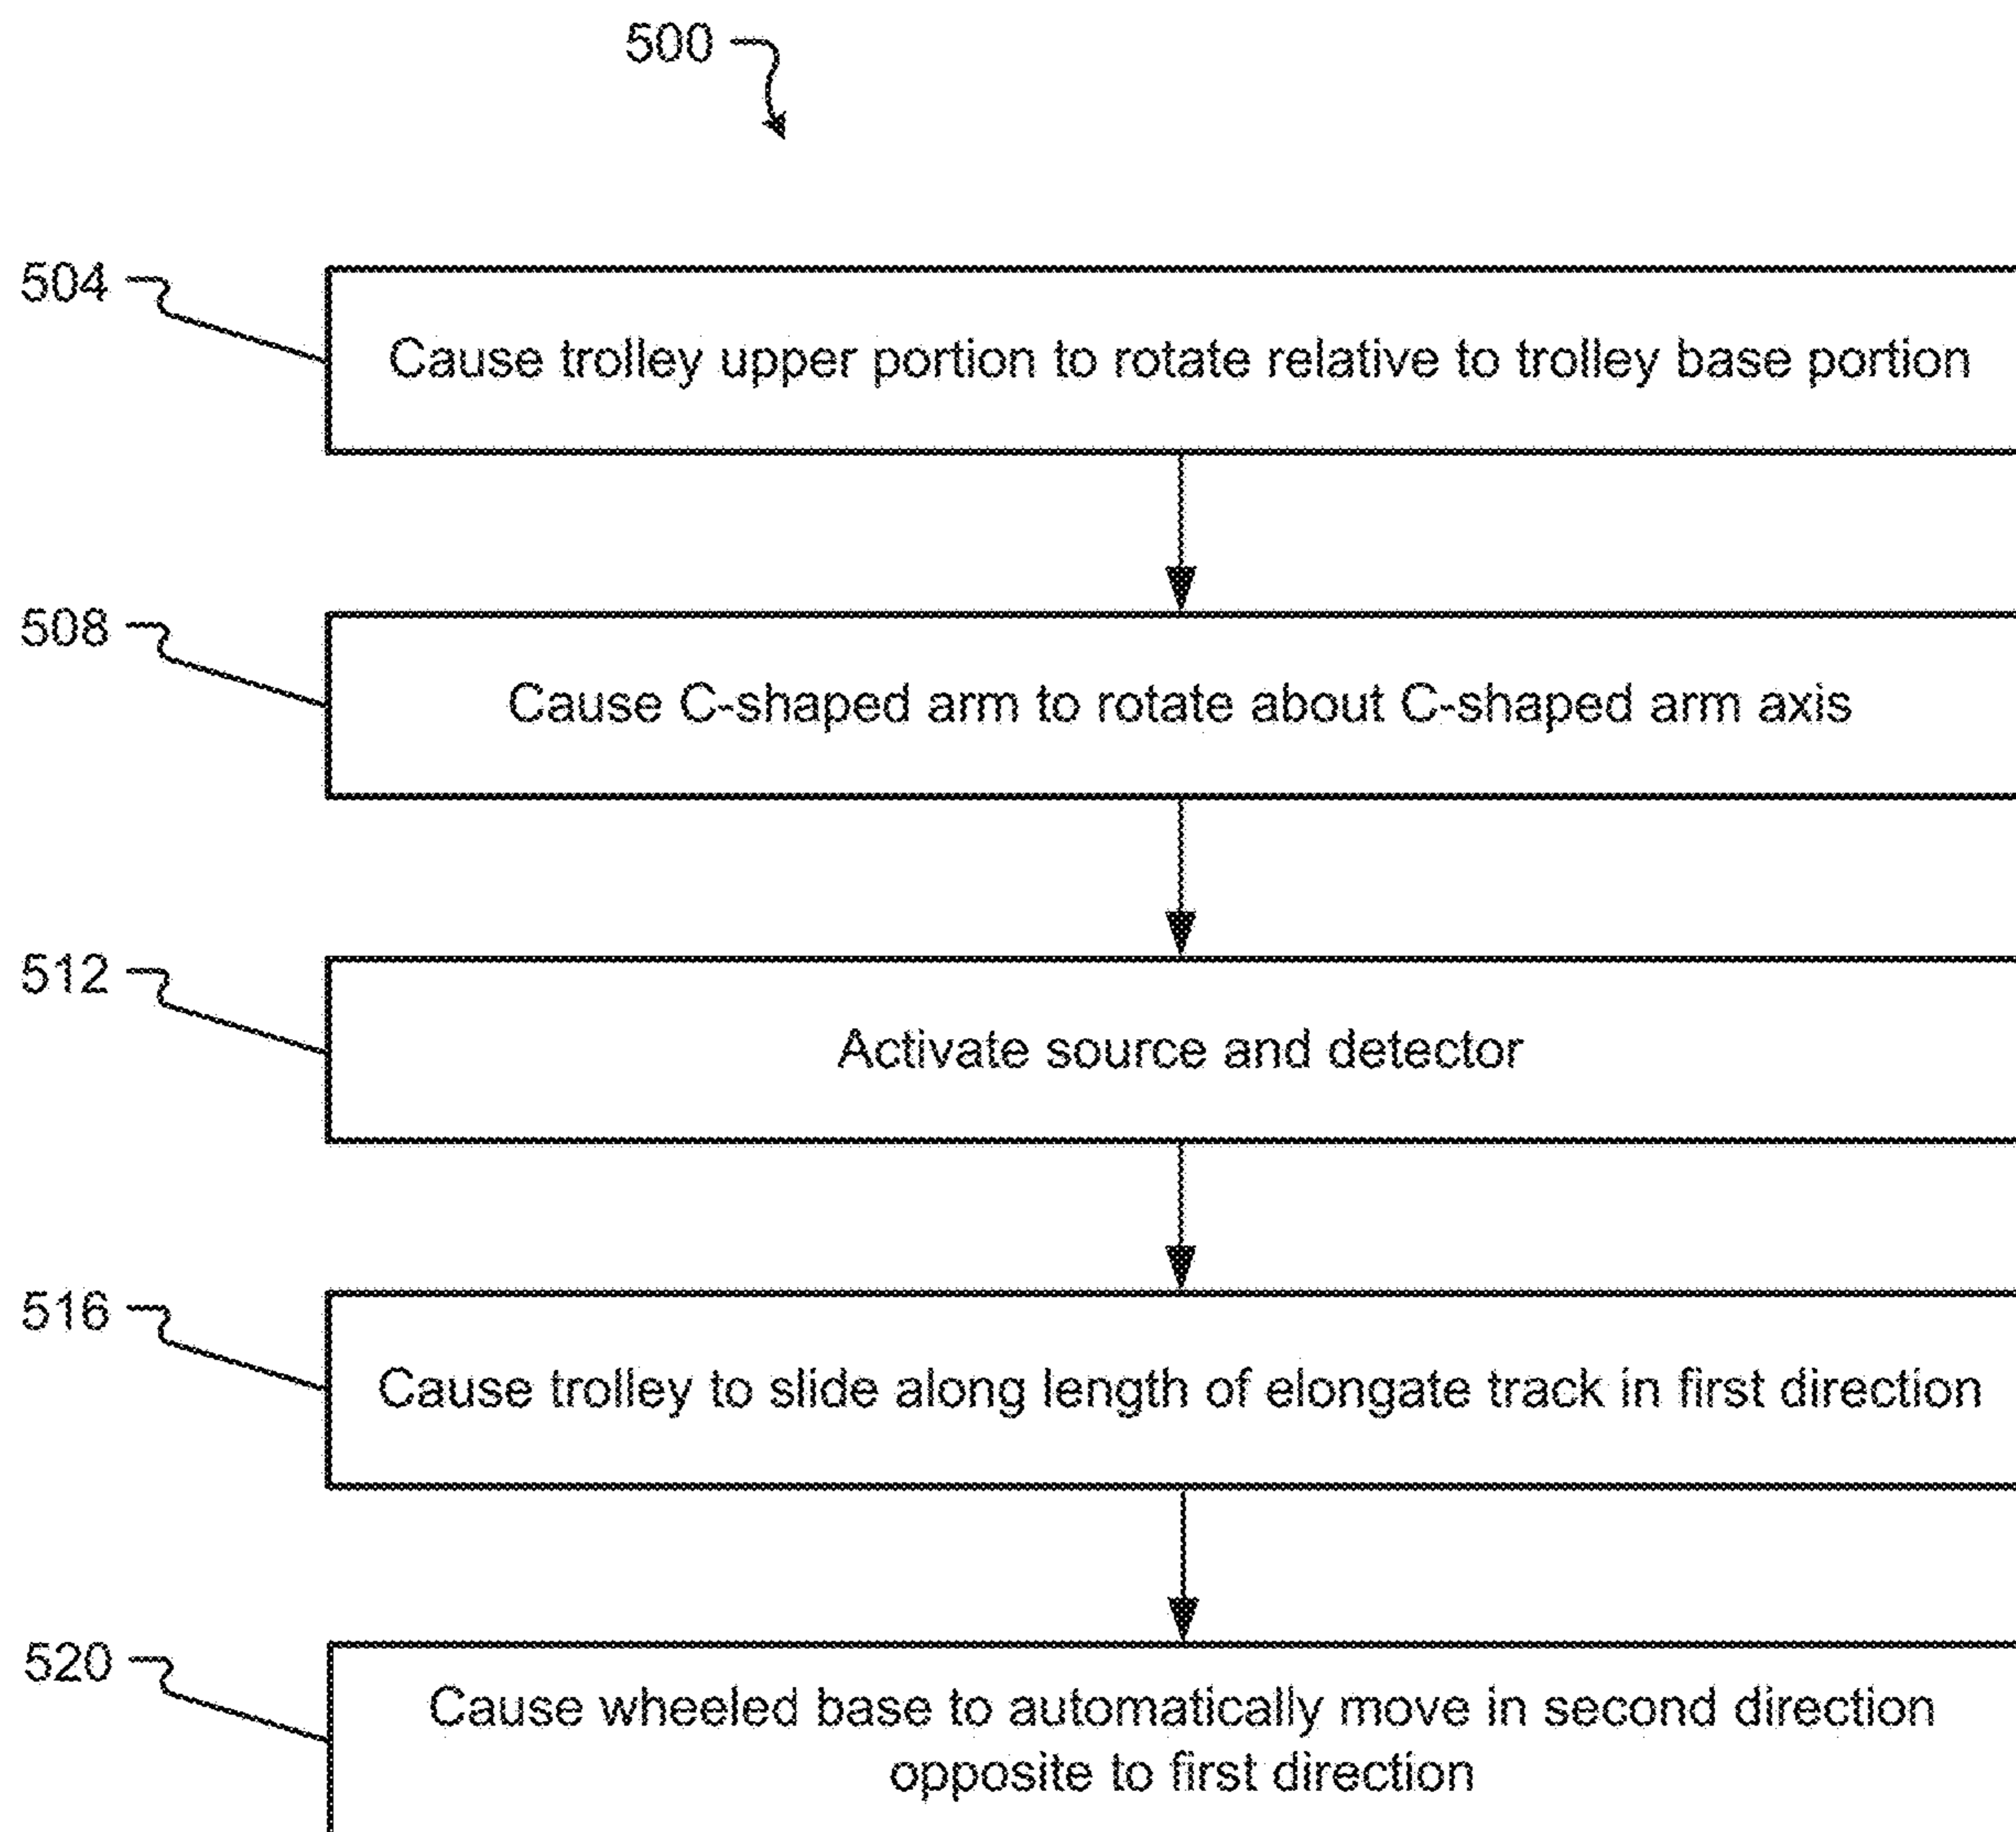 500
504
Cause trolley upper portion to rotate relative to trolley base portion
508
Cause C-shaped arm to rotate about C-shaped arm axis
512
Activate source and detector
516
Cause trolley to slide along length of elongate track in first direction
520
Cause wheeled base to automatically move in second direction
opposite to first direction